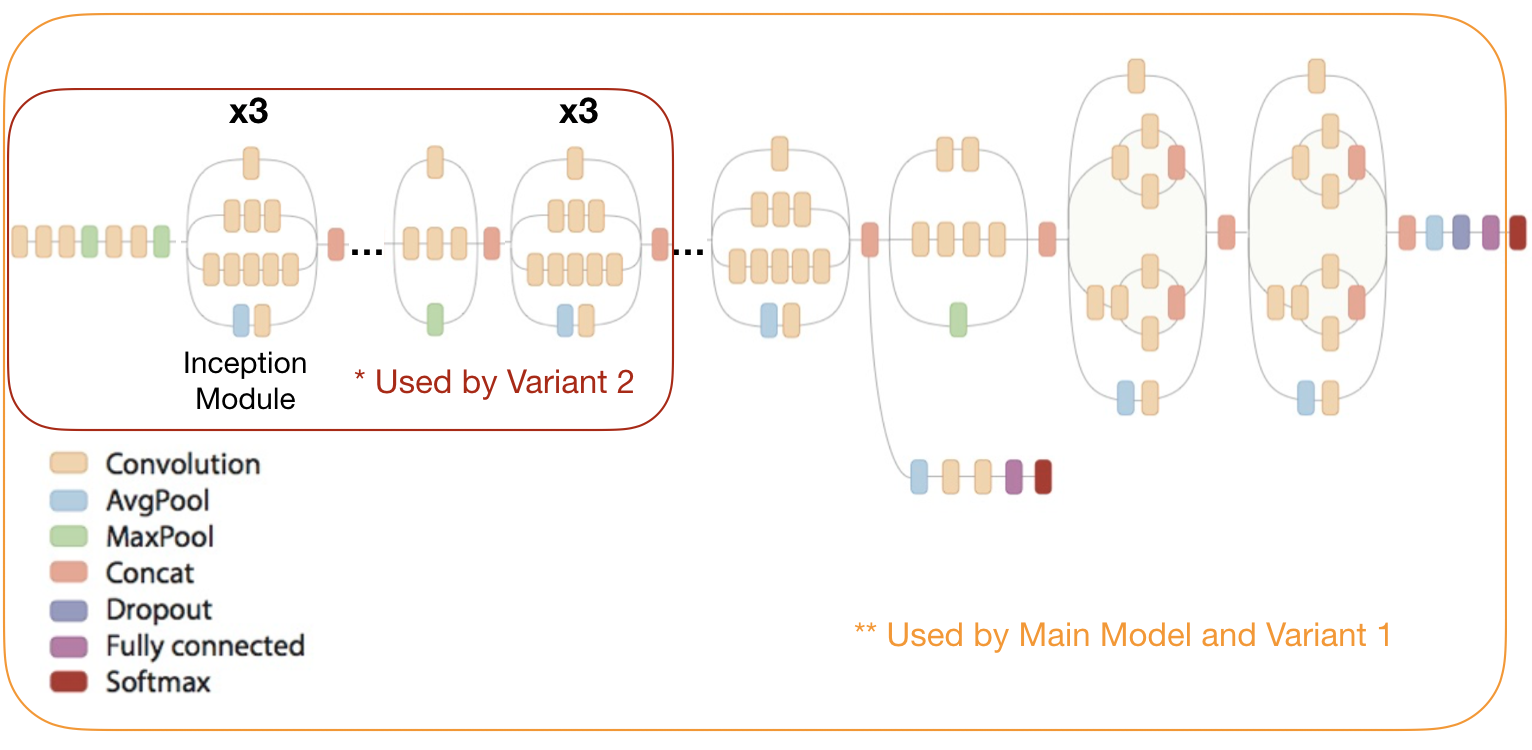 x3
x3
...
...
Inception
Module
* Used by Variant 2
Convolution
AvgPool
MaxPool
Concat
Dropout
Fully connected
Softmax
** Used by Main Model and Variant 1